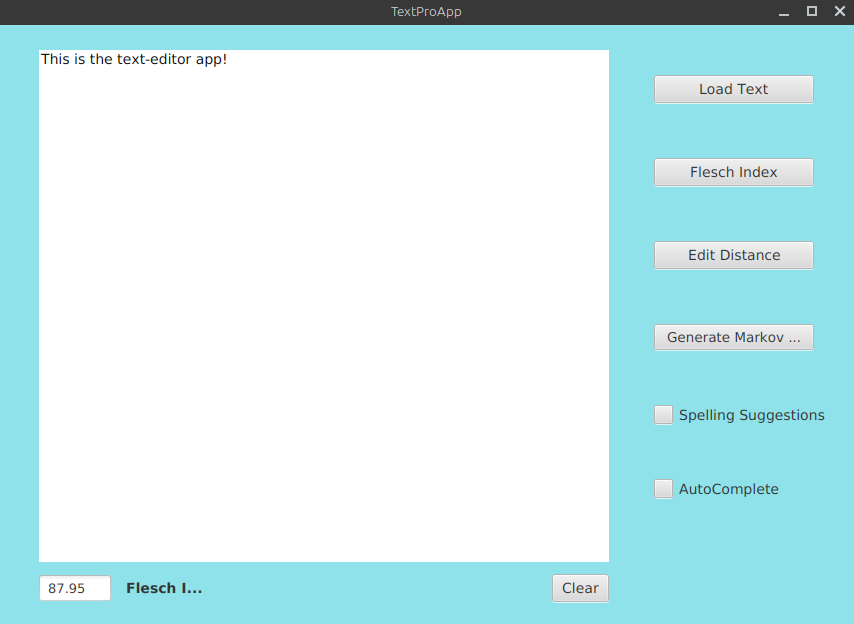 TextProApp
This is the text-editor app!
Load Text
Flesch Index
Edit Distance
Generate Markov ...
Spelling Suggestions
AutoComplete
87.95
Flesch I...
Clear